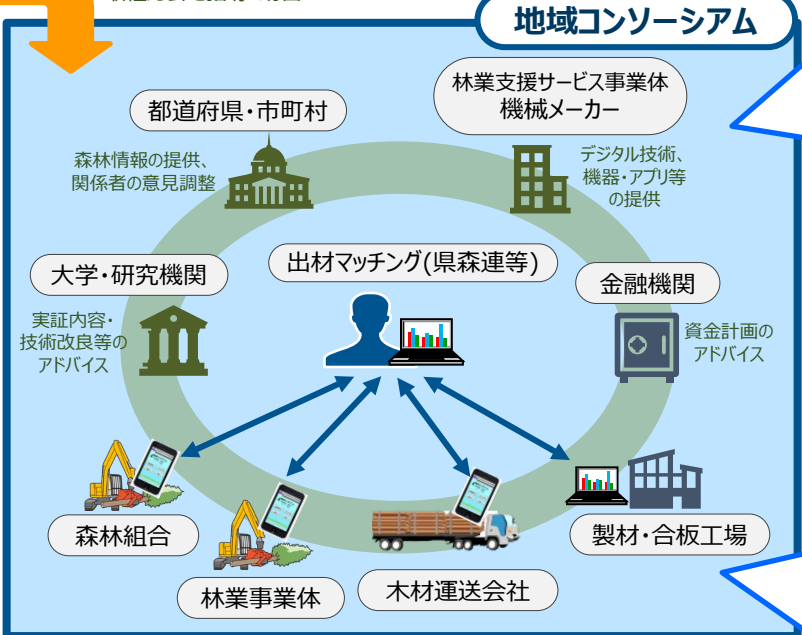 地域コンソーシアム
林業支援サービス事業体
機械メーカー
都道府県・市町村
森林情報の提供、
関係者の意見調整
デジタル技術、
機器・アプリ等
の提供
出材マッチング(県森連等)
大学・研究機関
金融機関
実証内容・
技術改良等の
アドバイス
資金計画の
アドバイス
森林組合
製材・合板工場
林業事業体
木材運送会社